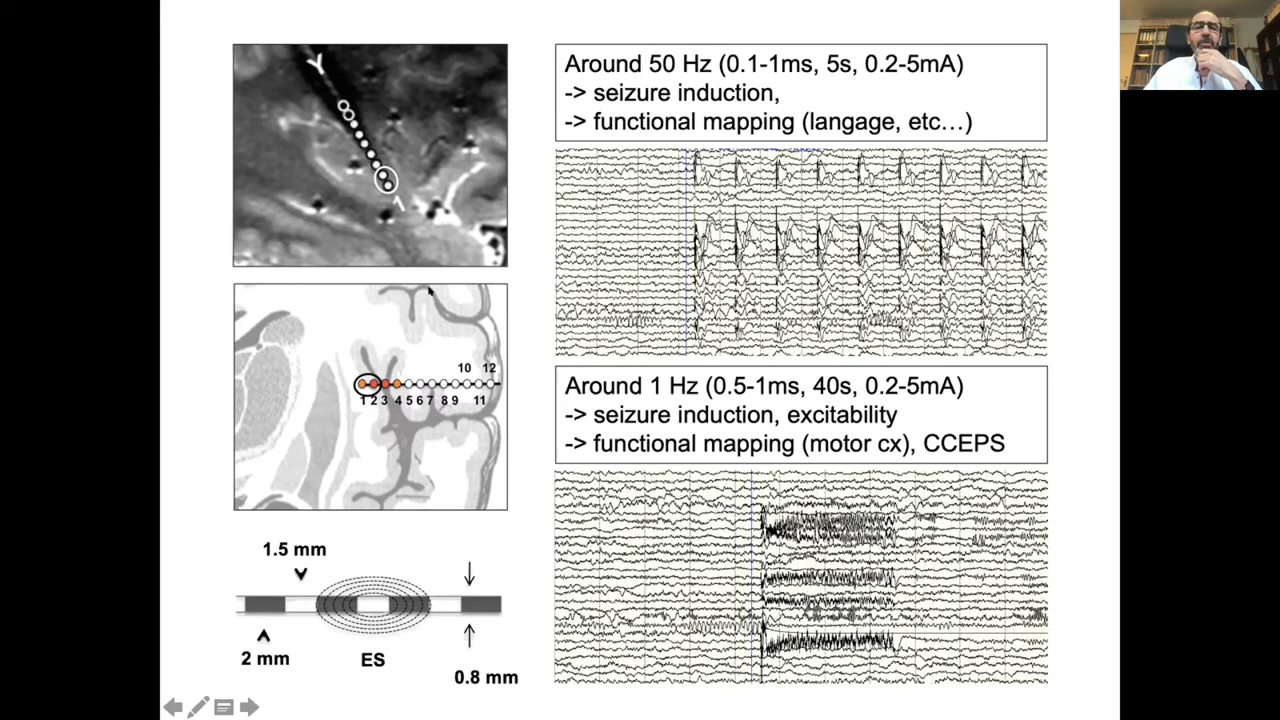 Around 50 Hz (0.1-1ms, 5s, 0.2-5mA)
-> seizure induction,
-> functional mapping (langage, etc…)
1
10 12
1 2 3 4 5 6 7 8 9 11
Around 1 Hz (0.5-1ms, 40s, 0.2-5mA)
-> seizure induction, excitability
-> functional mapping (motor cx), CCEPS
1.5 mm
2 mm
ES
0.8 mm